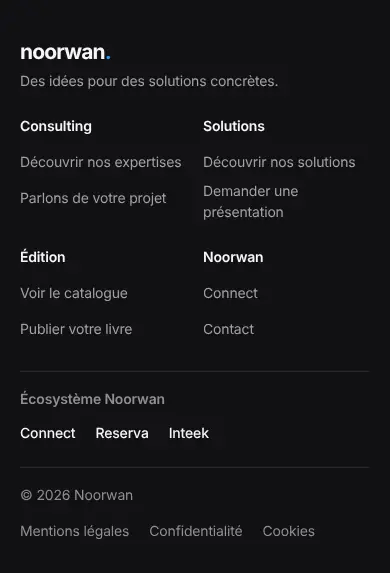 noorwan.
Des idées pour des solutions concrètes.
Consulting
Découvrir nos expertises
Parlons de votre projet
Solutions
Découvrir nos solutions
Demander une
présentation
Édition
Voir le catalogue
Publier votre livre
Noorwan
Connect
Contact
Écosystème Noorwan
Connect Reserva Inteek
© 2026 Noorwan
Mentions légales Confidentialité Cookies